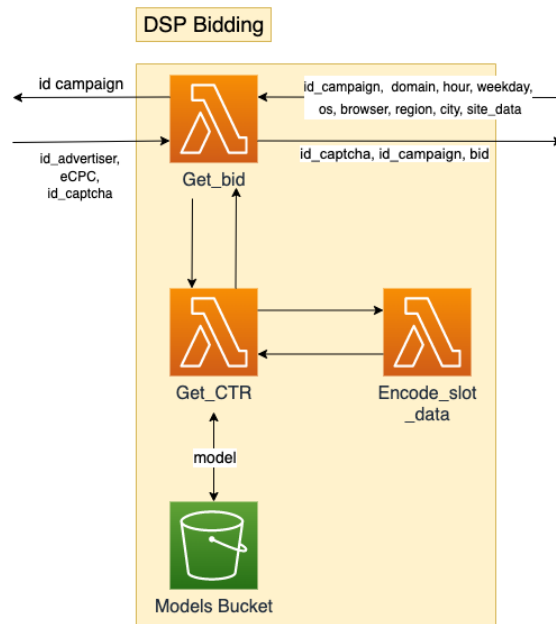 DSP Bidding
id campaign
id_campaign, domain, hour, weekday,
os, browser, region, city, site_data
id_advertiser,
eCPC,
id_captcha
id_captcha, id_campaign, bid
Get_bid
Get_CTR
Encode_slot
_data
model
Models Bucket